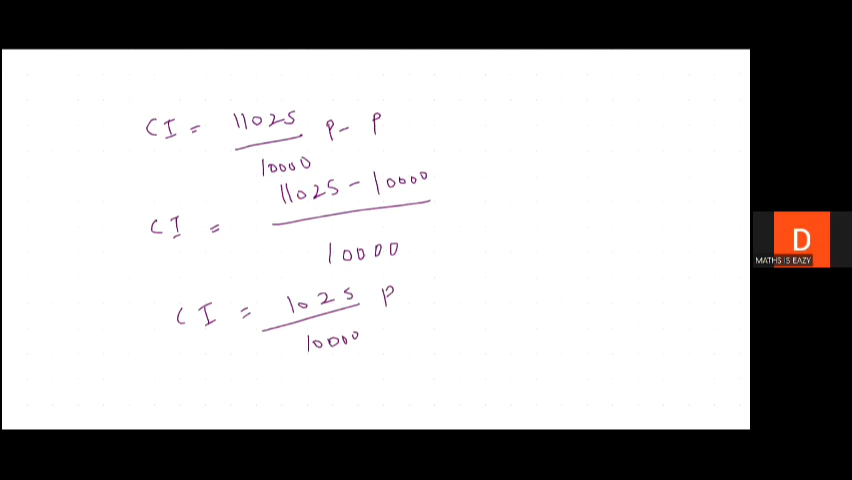 CI = 11025/10000 P - P
CI = 11025 - 10000/10000
CI = 1025/10000 P
D
MATHS IS EAZY